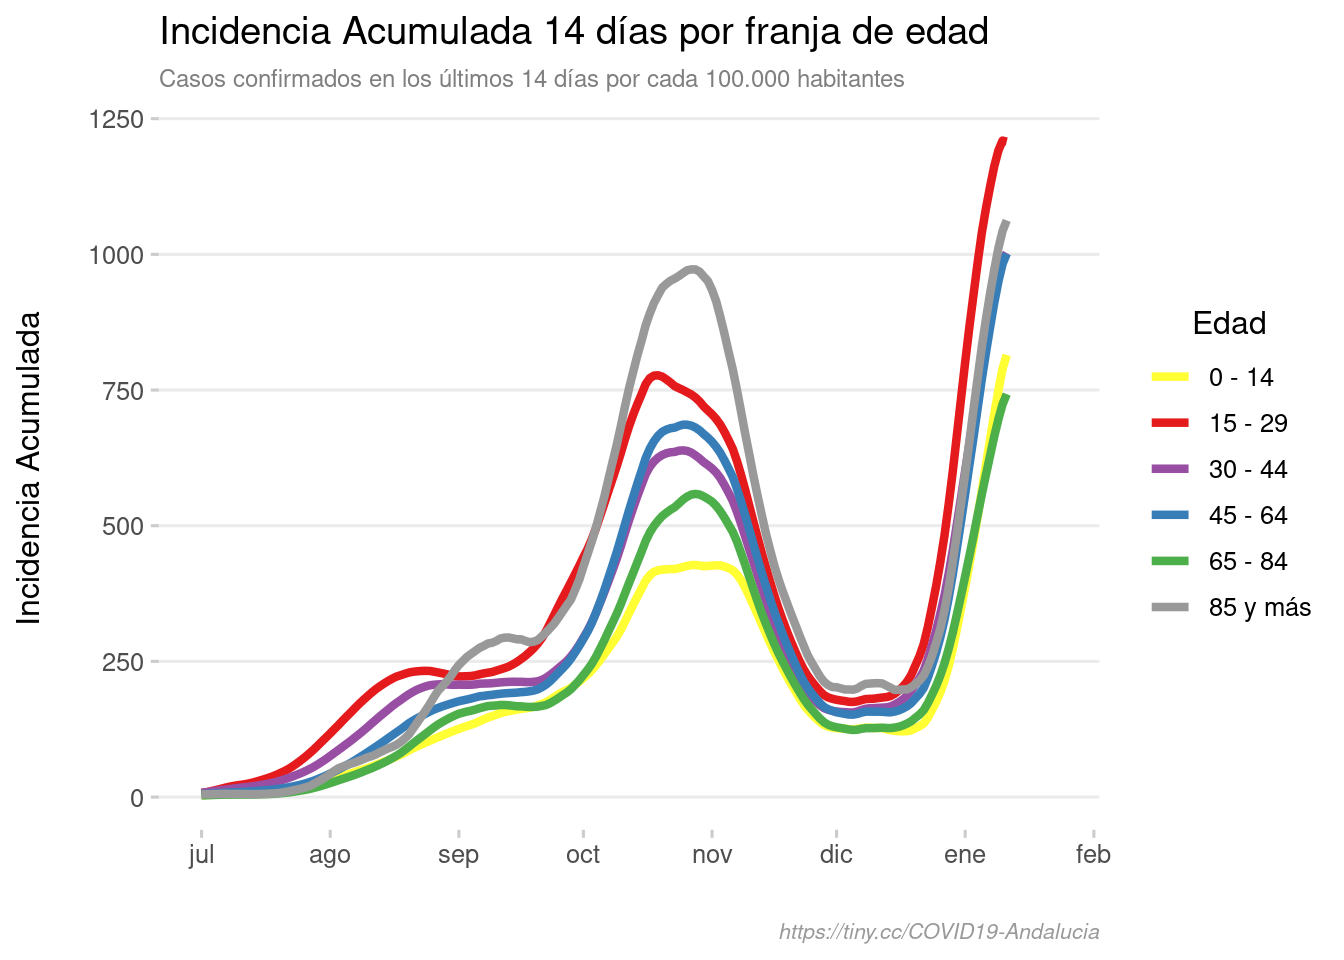 Incidencia Acumulada 14 días por franja de edad
Casos confirmados en los últimos 14 días por cada 100.000 habitantes
Incidencia Acumulada
1250
1000
750
500
250
0
jul ago sep oct nov dic ene feb
Edad
0 - 14
15 - 29
30 - 44
45 - 64
65 - 84
85 y más
https://tiny.cc/COVID19-Andalucia